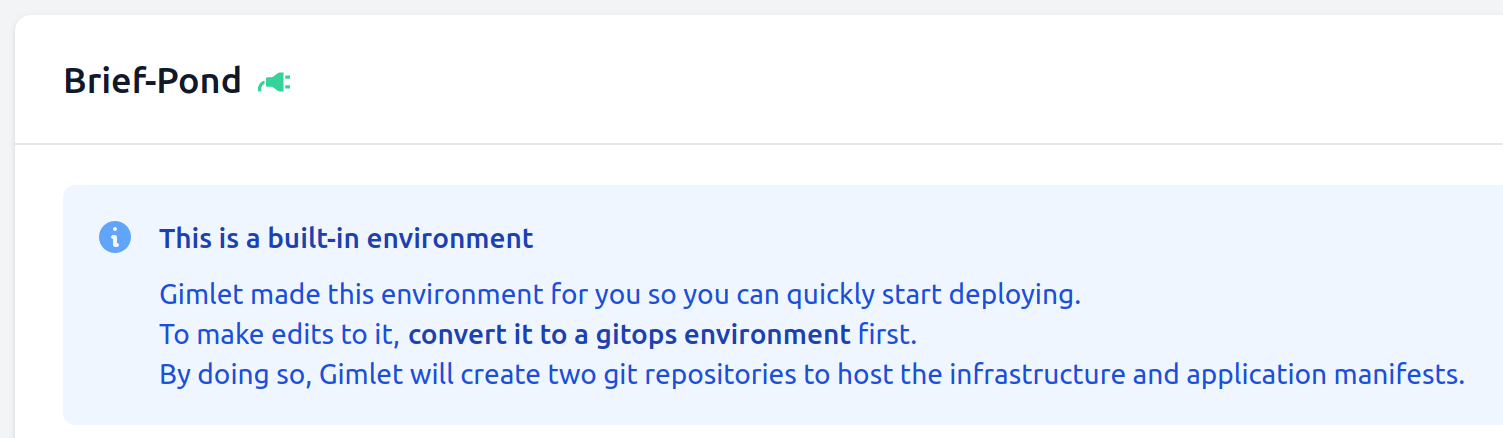 Brief-Pond
This is a built-in environment
Gimlet made this environment for you so you can quickly start deploying.
To make edits to it, convert it to a gitops environment first.
By doing so, Gimlet will create two git repositories to host the infrastructure and application manifests.